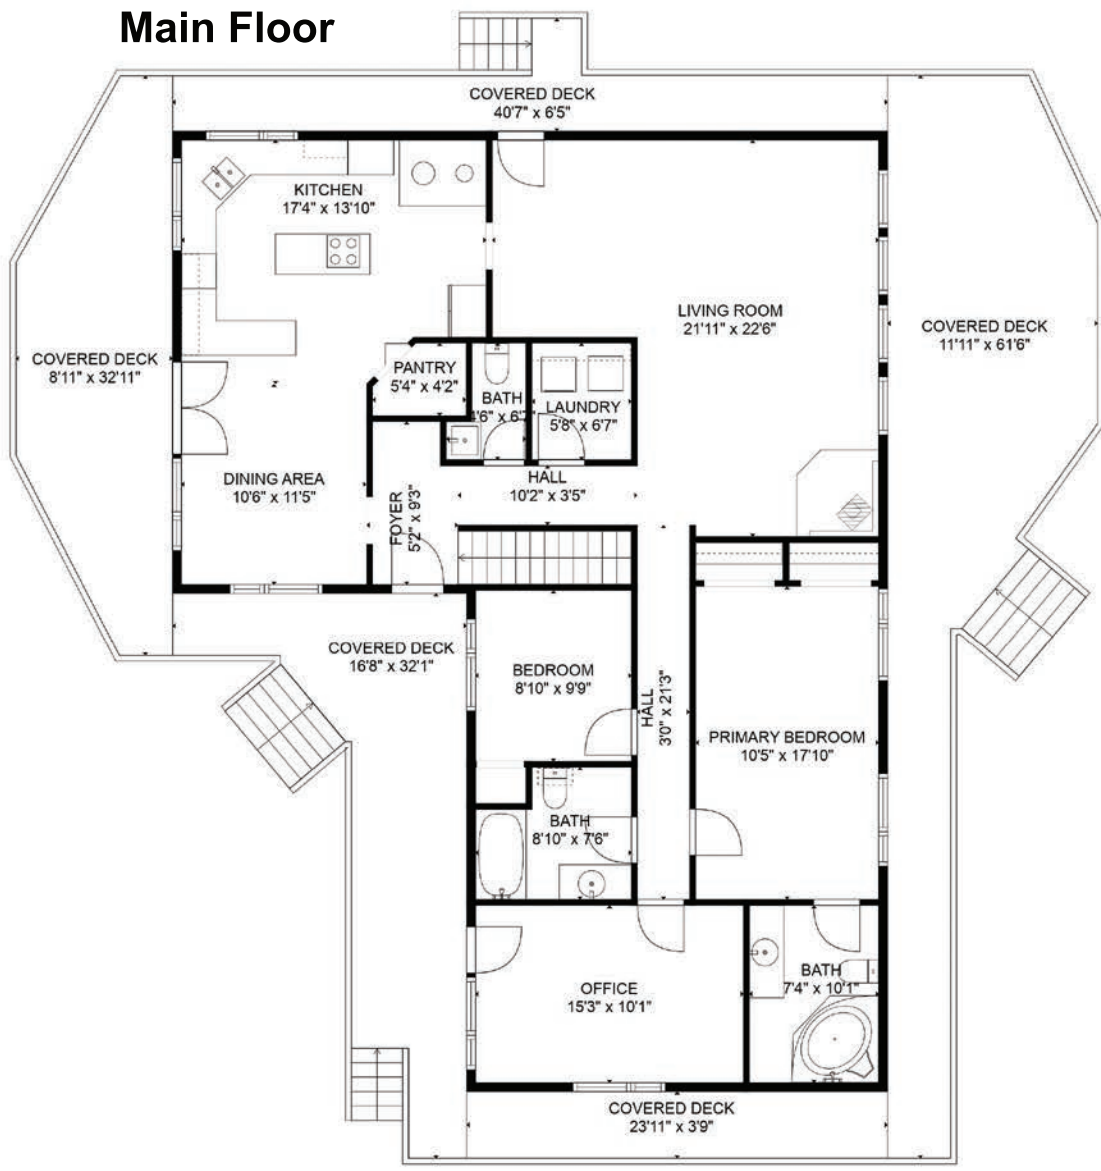 Main Floor
COVERED DECK
40'7" x 6'5"
KITCHEN
17'4" x 13'10"
LIVING ROOM
21'11" x 22'6"
COVERED DECK
11'11" x 61'6"
COVERED DECK
8'11" x 32'11"
PANTRY
5'4" x 4'2"
BATH
LAUNDRY
5'8" x 6'7"
z
DINING AREA
10'6" x 11'5"
HALL
10'2" x 3'5"
FOYER
5'2" x 9'3"
COVERED DECK
16'8" x 32'1"
BEDROOM
8'10" x 9'9"
HALL
3'0" x 21'3"
PRIMARY BEDROOM
10'5" x 17'10"
BATH
8'10" x 7'6"
BATH
7'4" x 10'1"
OFFICE
15'3" x 10'1"
COVERED DECK
23'11" x 3'9"